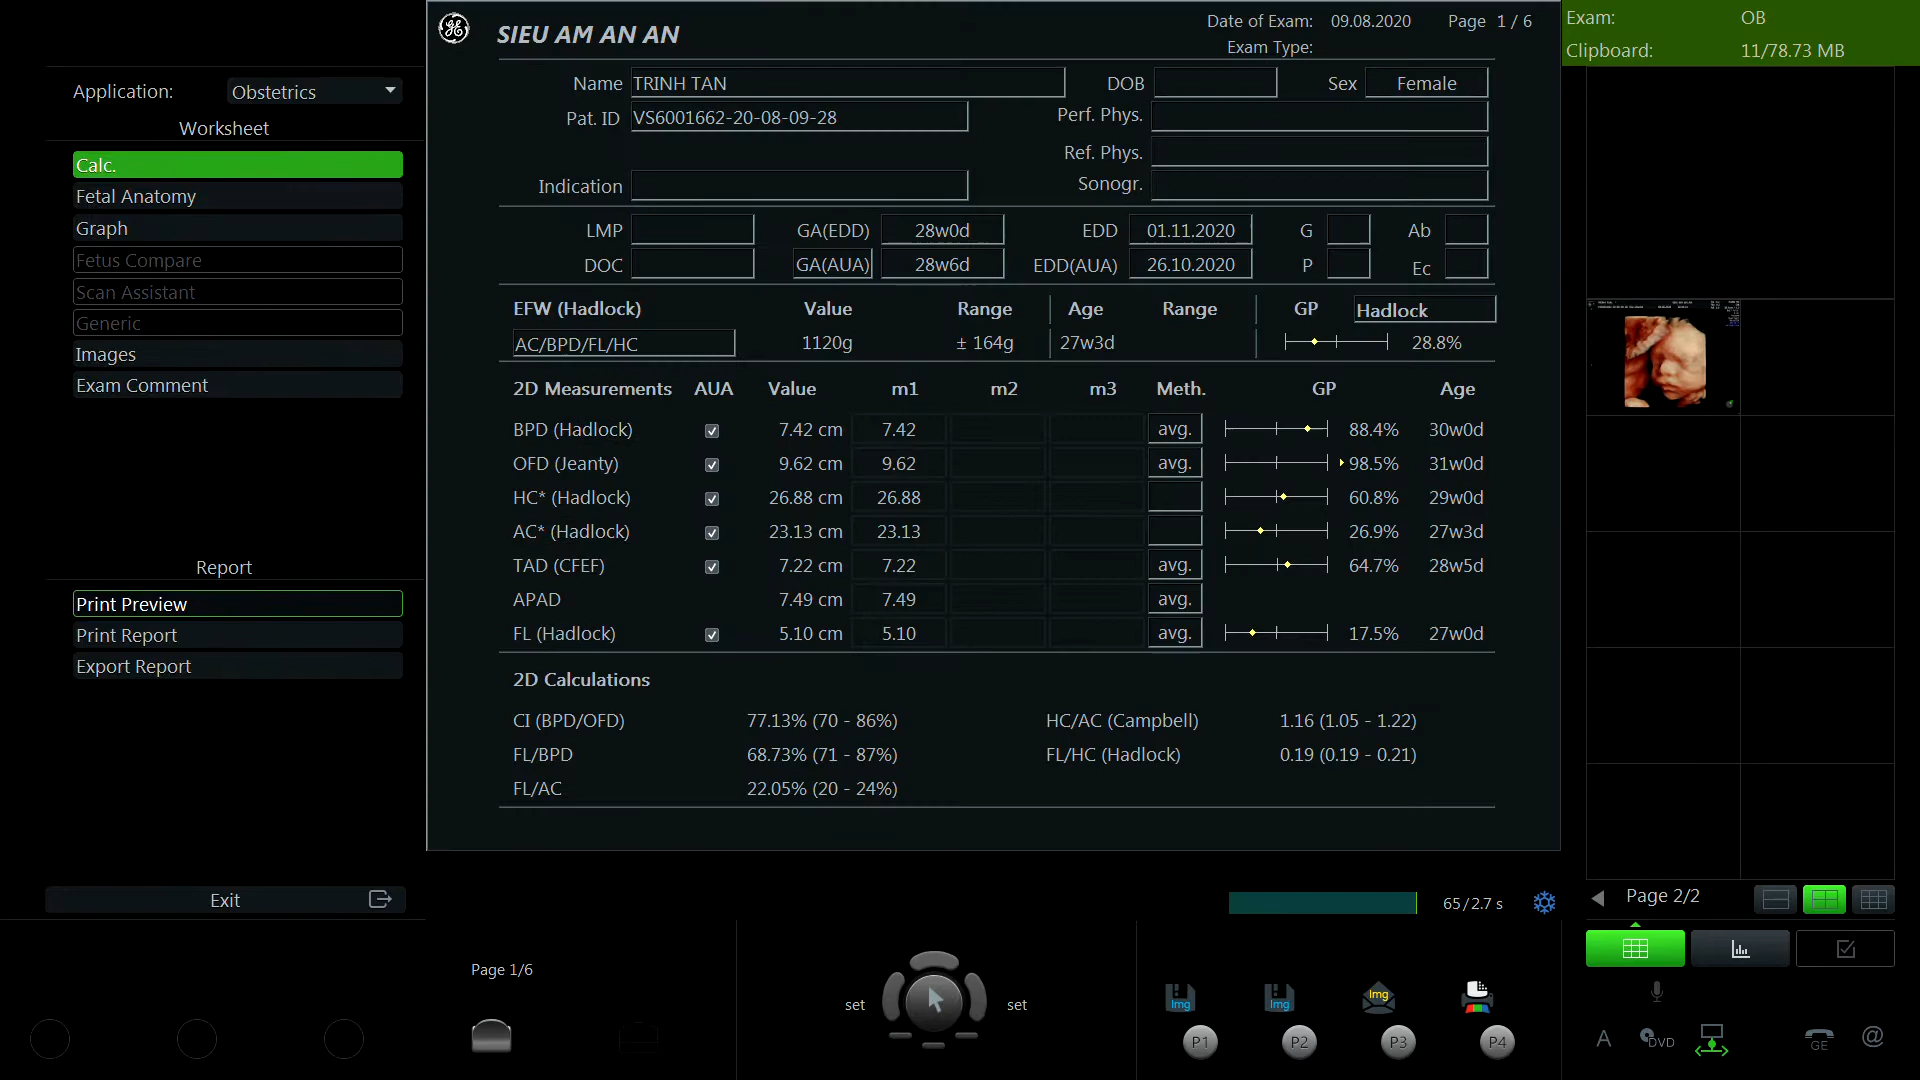 SIEU AM AN AN
Date of Exam: 09.08.2020 Page 1 / 6
Exam Type:
Exam: OB
Clipboard: 11/78.73 MB
Application: Obstetrics
Worksheet
Calc.
Fetal Anatomy
Graph
Fetus Compare
Scan Assistant
Generic
Images
Exam Comment
Report
Print Preview
Print Report
Export Report
Exit
Name TRINH TAN DOB Sex Female
Pat. ID VS6001662-20-08-09-28 Perf. Phys.
Ref. Phys.
Indication Sonogr.
LMP GA(EDD) 28w0d EDD 01.11.2020 G Ab
DOC GA(AUA) 28w6d EDD(AUA) 26.10.2020 P Ec
EFW (Hadlock) Value Range Age Range GP Hadlock
AC/BPD/FL/HC 1120g ± 164g 27w3d 28.8%
2D Measurements AUA Value m1 m2 m3 Meth. GP Age
BPD (Hadlock) 7.42 cm 7.42 avg. 88.4% 30w0d
OFD (Jeanty) 9.62 cm 9.62 avg. 98.5% 31w0d
HC* (Hadlock) 26.88 cm 26.88 60.8% 29w0d
AC* (Hadlock) 23.13 cm 23.13 26.9% 27w3d
TAD (CFEF) 7.22 cm 7.22 avg. 64.7% 28w5d
APAD 7.49 cm 7.49 avg.
FL (Hadlock) 5.10 cm 5.10 avg. 17.5% 27w0d
2D Calculations
CI (BPD/OFD) 77.13% (70 - 86%) HC/AC (Campbell) 1.16 (1.05 - 1.22)
FL/BPD 68.73% (71 - 87%) FL/HC (Hadlock) 0.19 (0.19 - 0.21)
FL/AC 22.05% (20 - 24%)
65/2.7 s
Page 2/2
Page 1/6
set set
Img Img Img
P1 P2 P3 P4
A DVD GE @